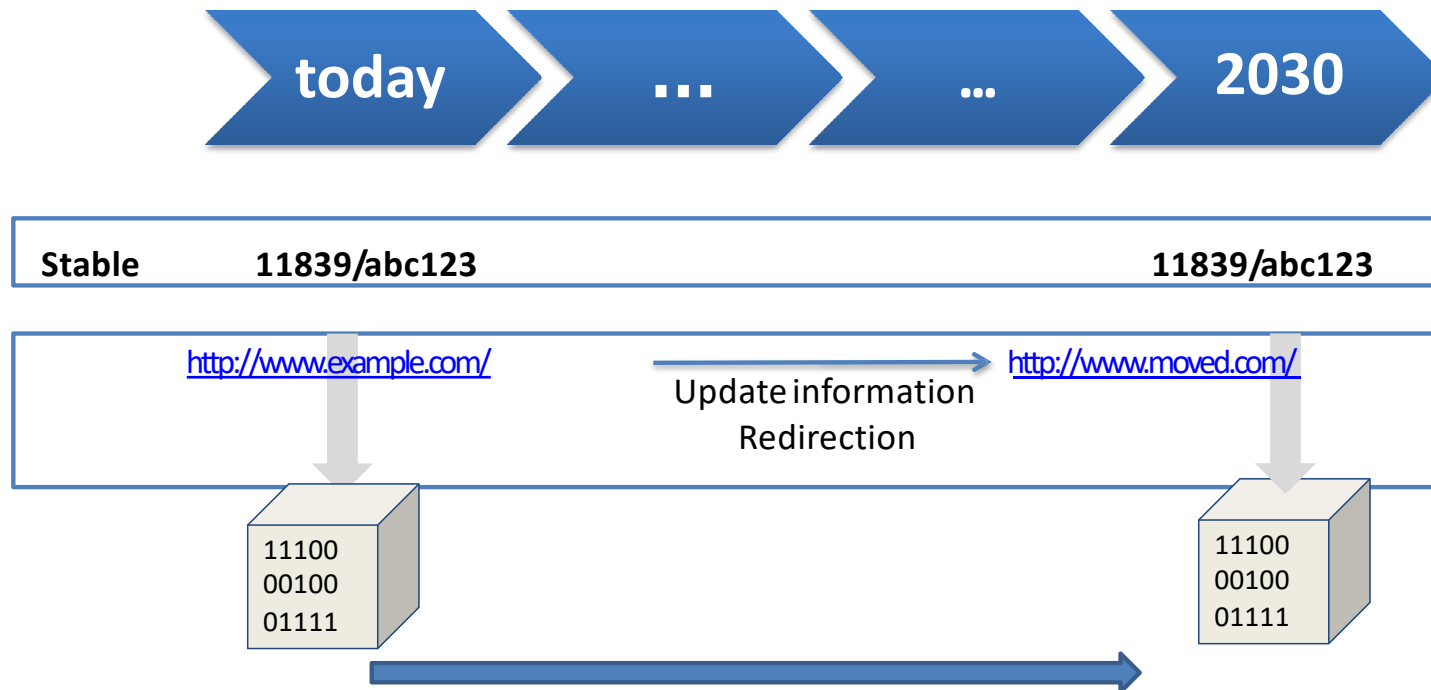 today ... ... 2030
Stable 11839/abc123 11839/abc123
http://www.example.com/ http://www.moved.com/
Update information
Redirection
11100 11100
00100 00100
01111 01111